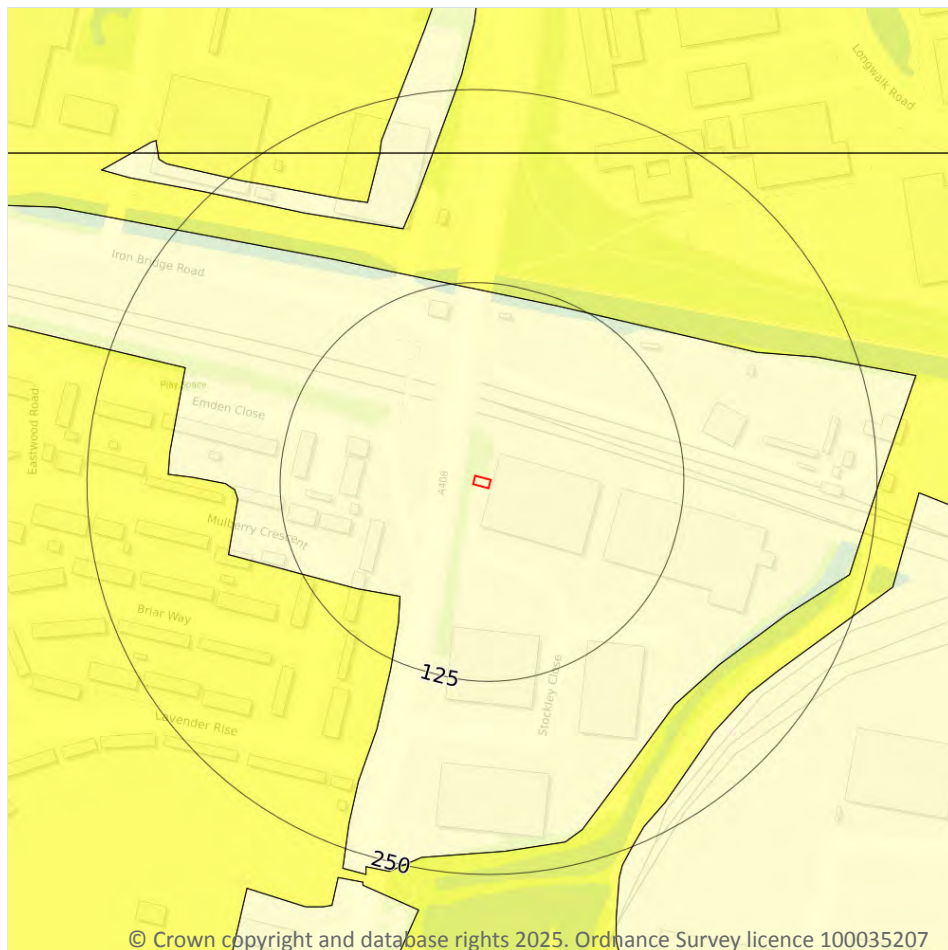 Longwalk Road
Iron Bridge Road
Emden Close
Eastwood Road
A408
Mulberry Crescent
Briar Way
125
Stockley Close
Lavender Rise
250
© Crown copyright and database rights 2025. Ordnance Survey licence 100035207